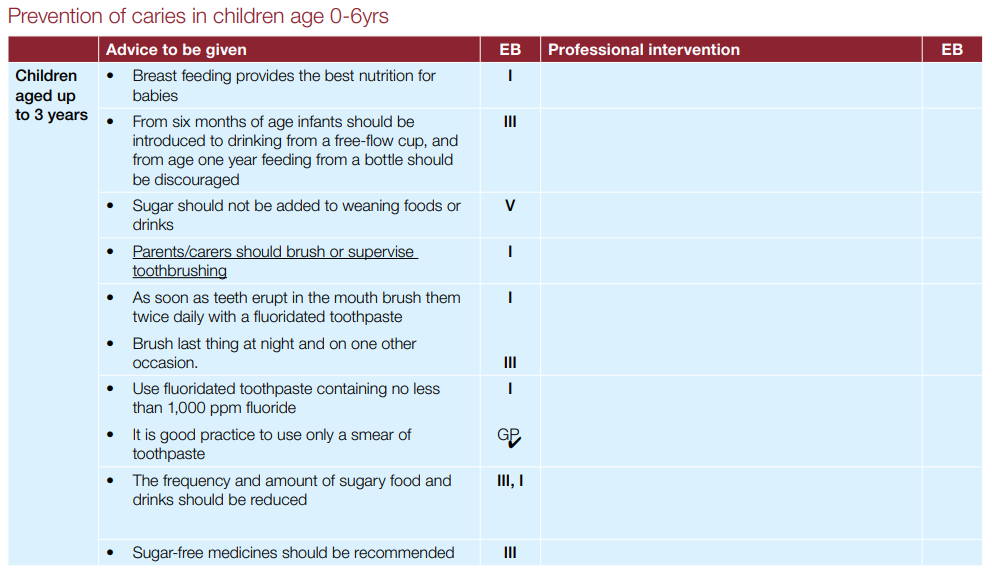 Prevention of caries in children age 0-6yrs
Advice to be given EB Professional intervention EB
Children
aged up
to 3 years
• Breast feeding provides the best nutrition for I
babies
• From six months of age infants should be III
introduced to drinking from a free-flow cup, and
from age one year feeding from a bottle should
be discouraged
• Sugar should not be added to weaning foods or V
drinks
• Parents/carers should brush or supervise I
toothbrushing
• As soon as teeth erupt in the mouth brush them I
twice daily with a fluoridated toothpaste
• Brush last thing at night and on one other
occasion. III
• Use fluoridated toothpaste containing no less I
than 1,000 ppm fluoride
• It is good practice to use only a smear of GP✔
toothpaste
• The frequency and amount of sugary food and III, I
drinks should be reduced
• Sugar-free medicines should be recommended III